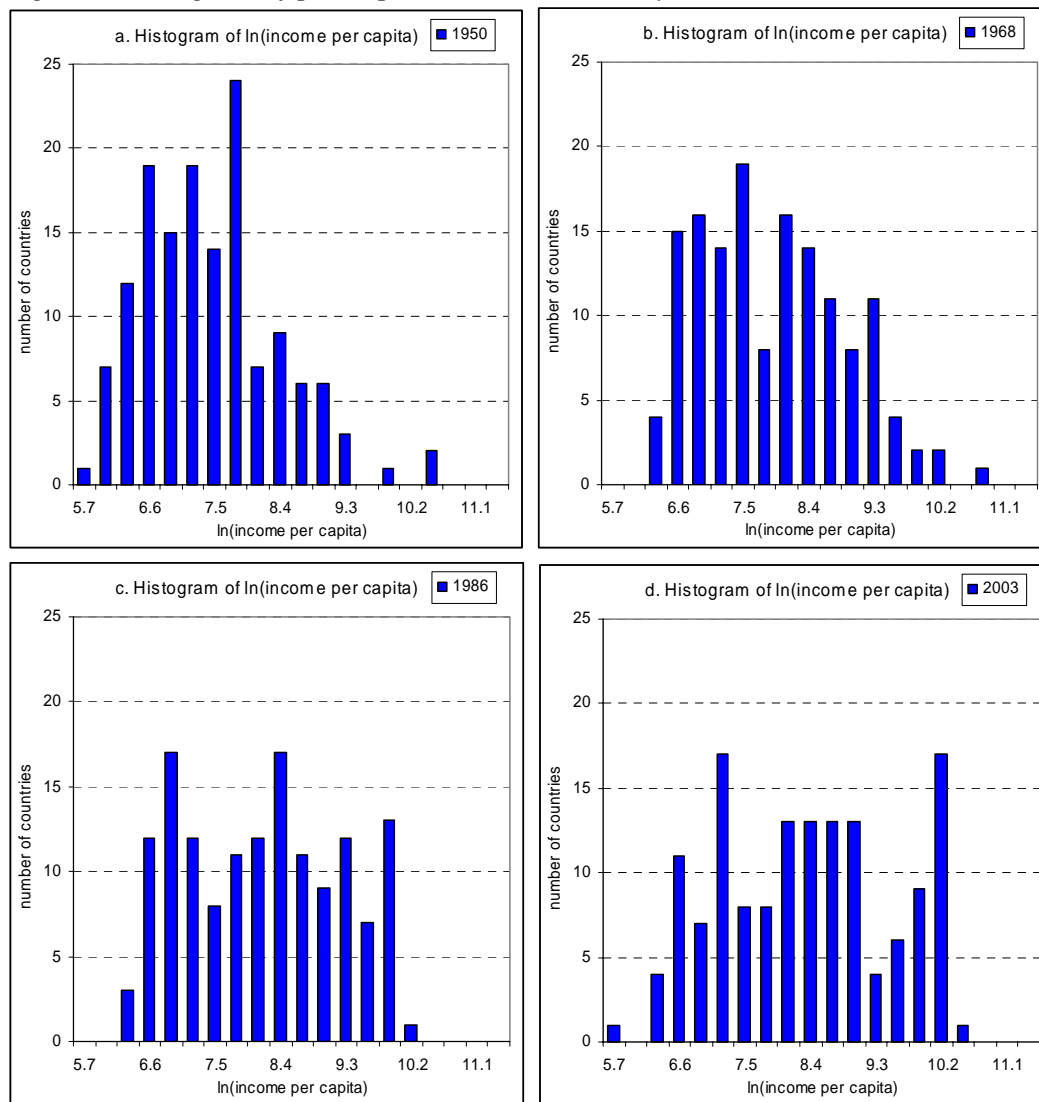 a. Histogram of ln(income per capita)
1950
25
20
15
10
5
0
number of countries
5.7 6.6 7.5 8.4 9.3 10.2 11.1
ln(income per capita)
b. Histogram of ln(income per capita)
1968
25
20
15
10
5
0
number of countries
5.7 6.6 7.5 8.4 9.3 10.2 11.1
ln(income per capita)
c. Histogram of ln(income per capita)
1986
25
20
15
10
5
0
number of countries
5.7 6.6 7.5 8.4 9.3 10.2 11.1
ln(income per capita)
d. Histogram of ln(income per capita)
2003
25
20
15
10
5
0
number of countries
5.7 6.6 7.5 8.4 9.3 10.2 11.1
ln(income per capita)